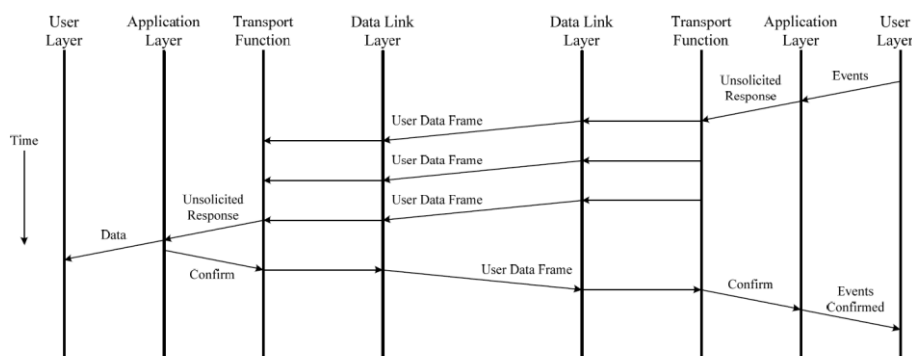 User
Layer
Application
Layer
Transport
Function
Data Link
Layer
Data Link
Layer
Transport
Function
Application
Layer
User
Layer
Unsolicited
Response
Events
User Data Frame
Time
User Data Frame
User Data Frame
Unsolicited
Response
Data
Confirm
User Data Frame
Confirm
Events
Confirmed